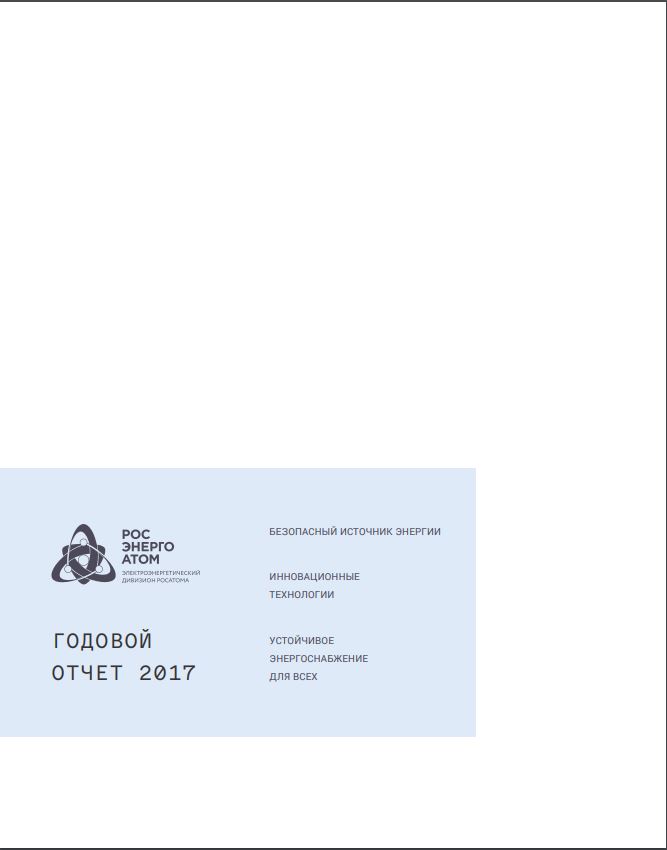 РОС
ЭНЕРГО
АТОМ
ЭЛЕКТРОЭНЕРГЕТИЧЕСКИЙ
ДИВИЗИОН РОСАТОМА
ГОДОВОЙ
ОТЧЕТ 2017
БЕЗОПАСНЫЙ ИСТОЧНИК ЭНЕРГИИ
ИННОВАЦИОННЫЕ
ТЕХНОЛОГИИ
УСТОЙЧИВОЕ
ЭНЕРГОСНАБЖЕНИЕ
ДЛЯ ВСЕХ